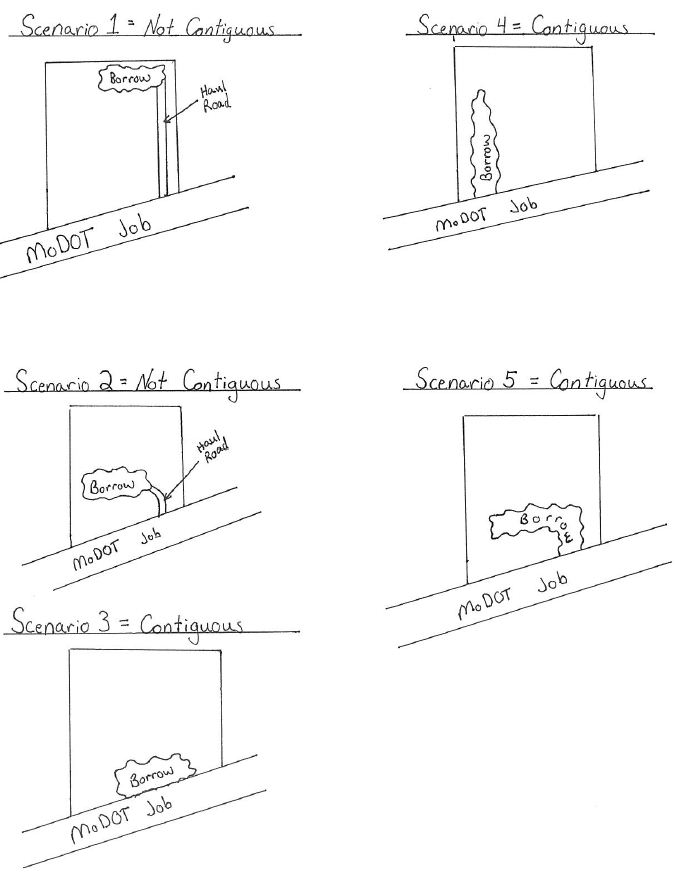 Scenario 1 = Not Contiguous
Borrow
Haul
Road
MoDOT Job
Scenario 2 = Not Contiguous
Haul
Road
Borrow
MoDOT Job
Scenario 3 = Contiguous
Borrow
MoDOT Job
Scenario 4 = Contiguous
Borrow
MoDOT Job
Scenario 5 = Contiguous
Borrow
MoDOT Job